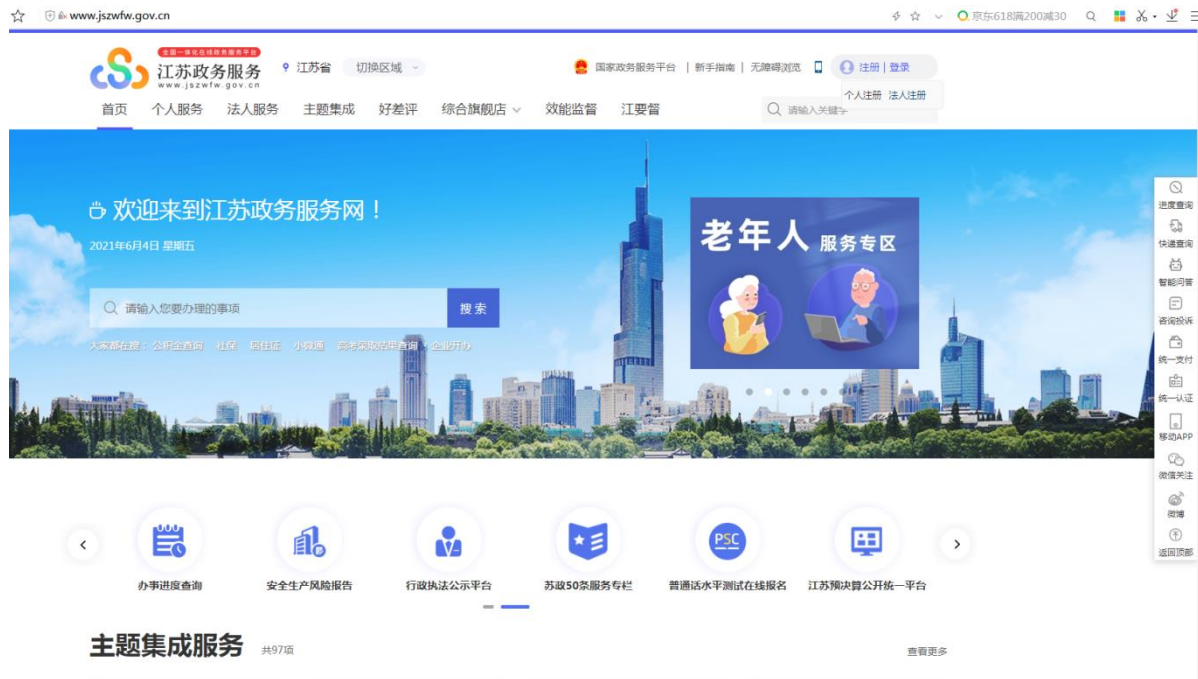 www.jszwfw.gov.cn
京东618满200减30
全国一体化在线政务服务平台
江苏政务服务
www.jszwfw.gov.cn
江苏省
切换区域
国家政务服务平台 | 新手指南 | 无障碍浏览
注册 | 登录
个人注册 法人注册
首页 个人服务 法人服务 主题集成 好差评 综合旗舰店 效能监督 江要督
请输入关键字
欢迎来到江苏政务服务网！
2021年6月4日 星期五
请输入您要办理的事项
搜索
大家都在搜： 公积金查询 社保 居住证 小微通 高考录取结果查询 企业开办
老年人 服务专区
进度查询
快递查询
智能问答
咨询投诉
统一支付
统一认证
移动APP
微信关注
微博
返回顶部
PSC
办事进度查询 安全生产风险报告 行政执法公示平台 苏政50条服务专栏 普通话水平测试在线报名 江苏预决算公开统一平台
主题集成服务 共97项
查看更多